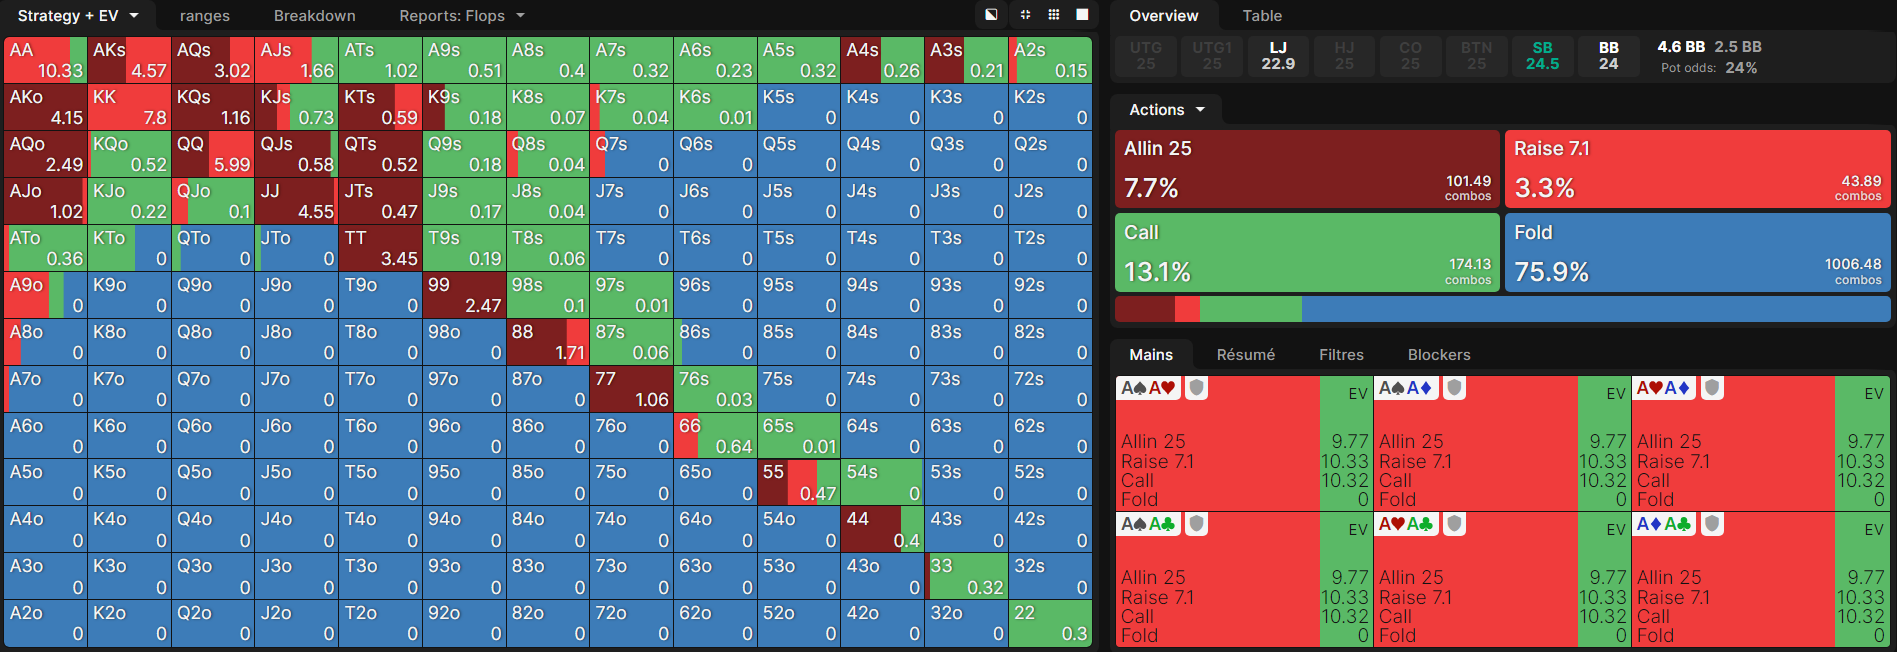 Strategy + EV ranges Breakdown Reports: Flops
AA 10.33 AKs 4.57 AQs 3.02 AJs 1.66 ATs 1.02 A9s 0.51 A8s 0.4 A7s 0.32 A6s 0.23 A5s 0.32 A4s 0.26 A3s 0.21 A2s 0.15
AKo 4.15 KK 7.8 KQs 1.16 KJs 0.73 KTs 0.59 K9s 0.18 K8s 0.07 K7s 0.04 K6s 0.01 K5s 0 K4s 0 K3s 0 K2s 0
AQo 2.49 KQo 0.52 QQ 5.99 QJs 0.58 QTs 0.52 Q9s 0.18 Q8s 0.04 Q7s 0 Q6s 0 Q5s 0 Q4s 0 Q3s 0 Q2s 0
AJo 1.02 KJo 0.22 QJo 0.1 JJ 4.55 JTs 0.47 J9s 0.17 J8s 0.04 J7s 0 J6s 0 J5s 0 J4s 0 J3s 0 J2s 0
ATo 0.36 KTo 0 QTo 0 JTo 0 TT 3.45 T9s 0.19 T8s 0.06 T7s 0 T6s 0 T5s 0 T4s 0 T3s 0 T2s 0
A9o 0 K9o 0 Q9o 0 J9o 0 T9o 0 99 2.47 98s 0.1 97s 0.01 96s 0 95s 0 94s 0 93s 0 92s 0
A8o 0 K8o 0 Q8o 0 J8o 0 T8o 0 98o 0 88 1.71 87s 0.06 86s 0 85s 0 84s 0 83s 0 82s 0
A7o 0 K7o 0 Q7o 0 J7o 0 T7o 0 97o 0 87o 0 77 1.06 76s 0.03 75s 0 74s 0 73s 0 72s 0
A6o 0 K6o 0 Q6o 0 J6o 0 T6o 0 96o 0 86o 0 76o 0 66 0.64 65s 0.01 64s 0 63s 0 62s 0
A5o 0 K5o 0 Q5o 0 J5o 0 T5o 0 95o 0 85o 0 75o 0 65o 0 55 0.47 54s 0 53s 0 52s 0
A4o 0 K4o 0 Q4o 0 J4o 0 T4o 0 94o 0 84o 0 74o 0 64o 0 54o 0 44 0.4 43s 0 42s 0
A3o 0 K3o 0 Q3o 0 J3o 0 T3o 0 93o 0 83o 0 73o 0 63o 0 53o 0 43o 0 33 0.32 32s 0
A2o 0 K2o 0 Q2o 0 J2o 0 T2o 0 92o 0 82o 0 72o 0 62o 0 52o 0 42o 0 32o 0 22 0.3
Overview Table
UTG UTG1 LJ HJ CO BTN SB BB 4.6 BB 2.5 BB
25 25 22.9 25 25 25 24.5 24 Pot odds: 24%
Actions
Allin 25 Raise 7.1
7.7% 101.49 combos 3.3% 43.89 combos
Call Fold
13.1% 174.13 combos 75.9% 1006.48 combos
Mains Résumé Filtres Blockers
A♠A♥ EV A♠A♦ EV A♥A♦ EV
Allin 25 9.77 Allin 25 9.77 Allin 25 9.77
Raise 7.1 10.33 Raise 7.1 10.33 Raise 7.1 10.33
Call 10.32 Call 10.32 Call 10.32
Fold 0 Fold 0 Fold 0
A♠A♣ EV A♥A♣ EV A♦A♣ EV
Allin 25 9.77 Allin 25 9.77 Allin 25 9.77
Raise 7.1 10.33 Raise 7.1 10.33 Raise 7.1 10.33
Call 10.32 Call 10.32 Call 10.32
Fold 0 Fold 0 Fold 0